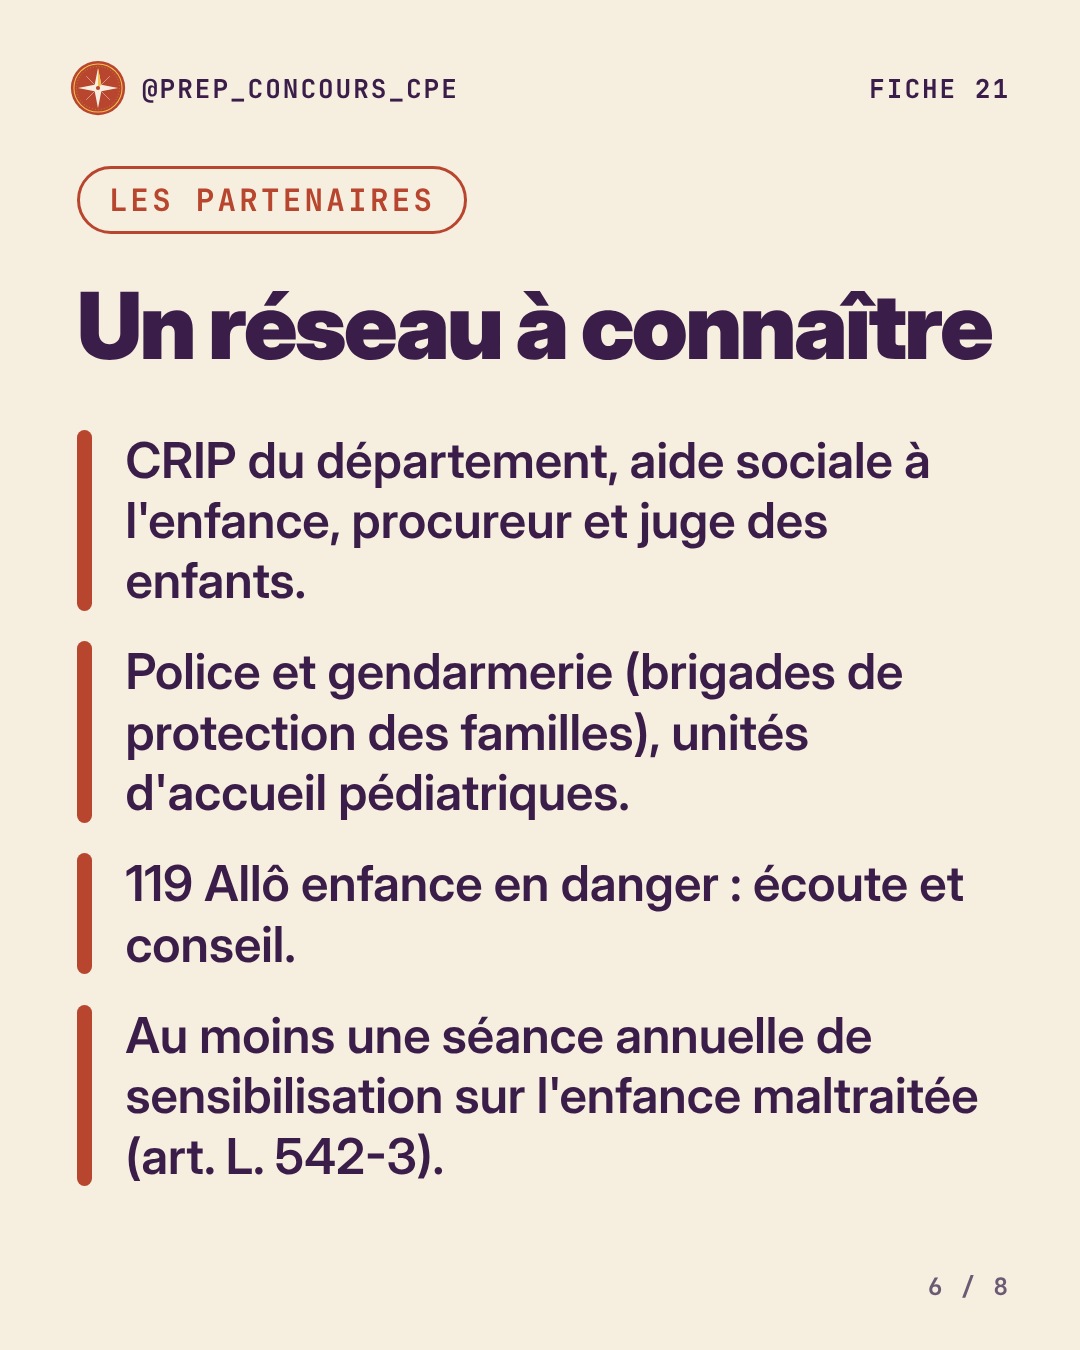 @PREP_CONCOURS_CPE
FICHE 21
LES PARTENAIRES
Un réseau à connaître
CRIP du département, aide sociale à
l'enfance, procureur et juge des
enfants.
Police et gendarmerie (brigades de
protection des familles), unités
d'accueil pédiatriques.
119 Allô enfance en danger : écoute et
conseil.
Au moins une séance annuelle de
sensibilisation sur l'enfance maltraitée
(art. L. 542-3).
6 / 8